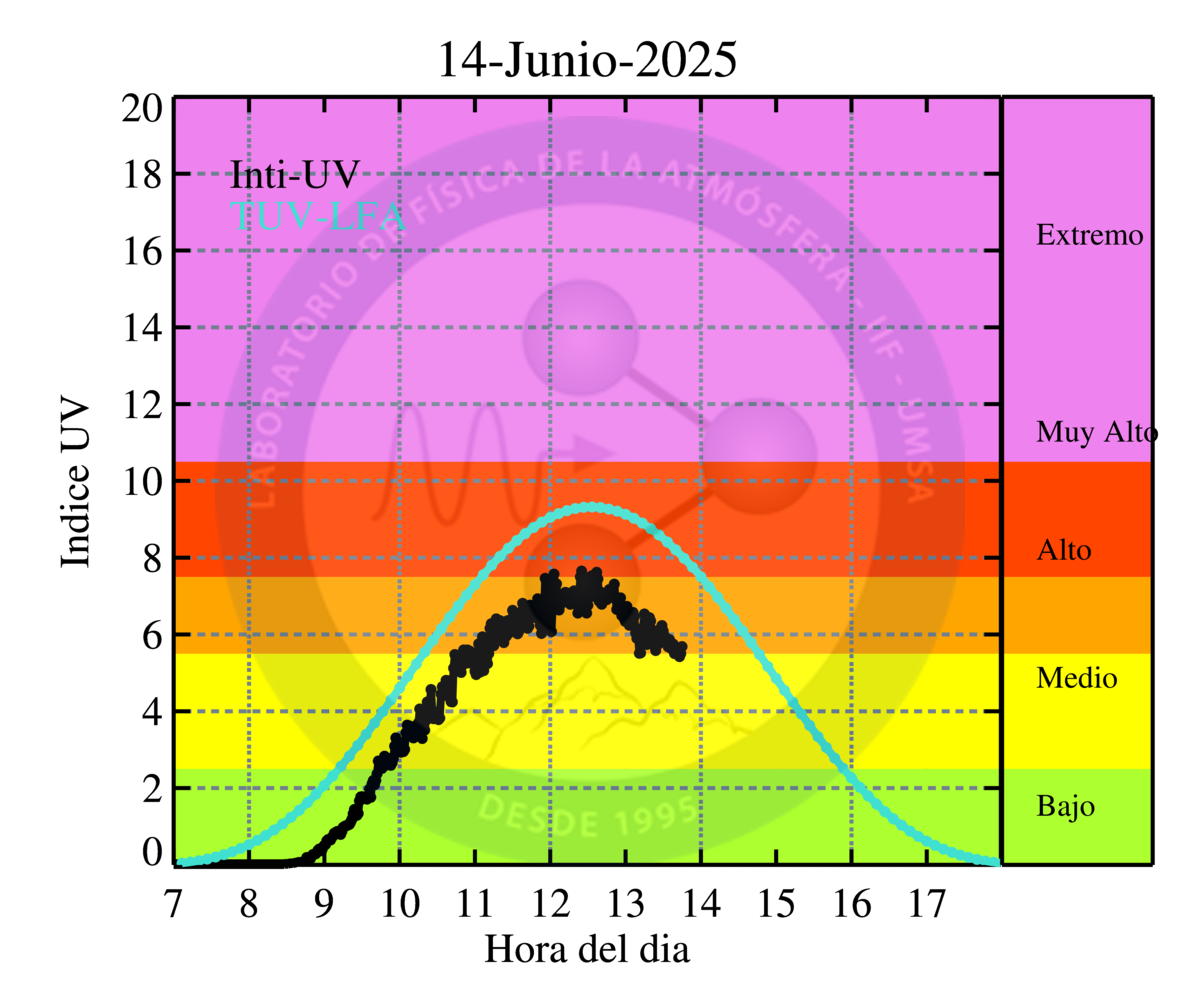 14-Junio-2025
20
18
16
14
12
10
8
6
4
2
0
Indice UV
Inti-UV
TUV-LFA
LABORATORIO DE FÍSICA DE LA ATMÓSFERA - IIF - UMSA
DESDE 1995
Extremo
Muy Alto
Alto
Medio
Bajo
7 8 9 10 11 12 13 14 15 16 17
Hora del dia